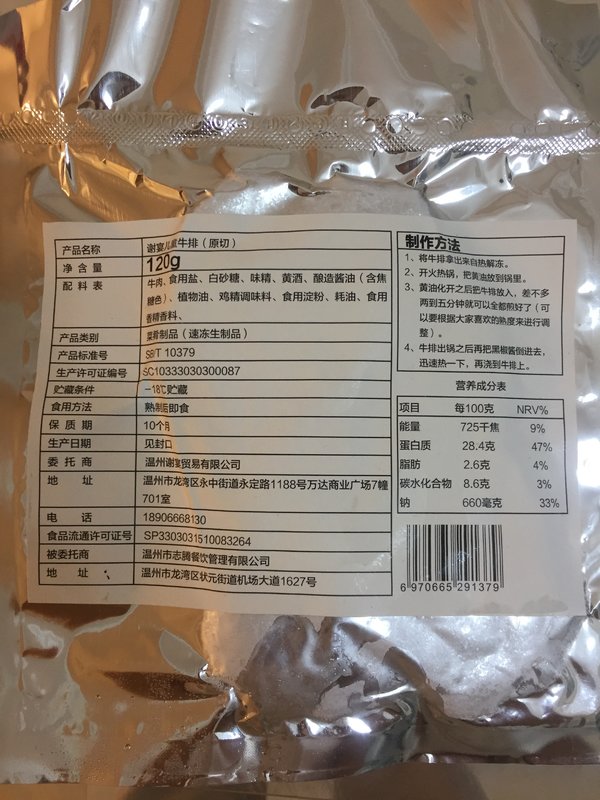 产品名称 谢宴儿童牛排（原切）
净含量 120g
配料表 牛肉、食用盐、白砂糖、味精、黄酒、酿造酱油（含焦
糖色）、植物油、鸡精调味料、食用淀粉、耗油、食用
香精香料、
产品类别 菜肴制品（速冻生制品）
产品标准号 SB/T 10379
生产许可证编号 SC10333030300087
贮藏条件 －18℃贮藏
食用方法 熟制后即食
保质期 10个月
生产日期 见封口
委托商 温州谢宴贸易有限公司
地址 温州市龙湾区永中街道永定路1188号万达商业广场7幢
701室
电话 18906668130
食品流通许可证号 SP3303031510083264
被委托商 温州市志腾餐饮管理有限公司
地址 温州市龙湾区状元街道机场大道1627号
制作方法
1、将牛排拿出来自热解冻。
2、开火热锅，把黄油放到锅里。
3、黄油化开之后把牛排放入，差不多
两到五分钟就可以全都煎好了（可
以要根据大家喜欢的熟度来进行调
整）。
4、牛排出锅之后再把黑椒酱倒进去，
迅速热一下，再浇到牛排上。
营养成分表
项目 每100克 NRV%
能量 725千焦 9%
蛋白质 28.4克 47%
脂肪 2.6克 4%
碳水化合物 8.6克 3%
钠 660毫克 33%
6 970665 291379